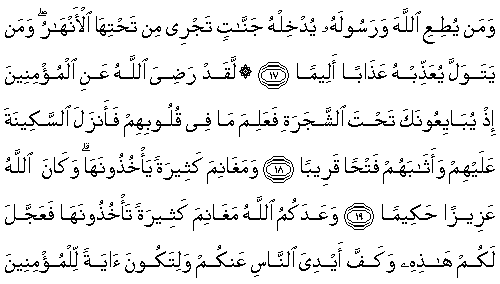 وَمَن يُطِعِ ٱللَّهَ وَرَسُولَهُۥ يُدْخِلْهُ جَنَّـٰتٍ تَجْرِى مِن تَحْتِهَا ٱلْأَنْهَـٰرُ ۖ وَمَن
يَتَوَلَّ يُعَذِّبْهُ عَذَابًا أَلِيمًا ﴿١٧﴾ ۞ لَّقَدْ رَضِىَ ٱللَّهُ عَنِ ٱلْمُؤْمِنِينَ
إِذْ يُبَايِعُونَكَ تَحْتَ ٱلشَّجَرَةِ فَعَلِمَ مَا فِى قُلُوبِهِمْ فَأَنزَلَ ٱلسَّكِينَةَ
عَلَيْهِمْ وَأَثَـٰبَهُمْ فَتْحًا قَرِيبًا ﴿١٨﴾ وَمَغَانِمَ كَثِيرَةً يَأْخُذُونَهَا ۗ وَكَانَ ٱللَّهُ
عَزِيزًا حَكِيمًا ﴿١٩﴾ وَعَدَكُمُ ٱللَّهُ مَغَانِمَ كَثِيرَةً تَأْخُذُونَهَا فَعَجَّلَ
لَكُمْ هَـٰذِهِۦ وَكَفَّ أَيْدِىَ ٱلنَّاسِ عَنكُمْ وَلِتَكُونَ ءَايَةً لِّلْمُؤْمِنِينَ